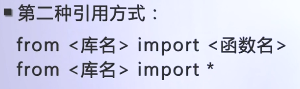 ▪第二种引用方式：
from <库名> import <函数名>
from <库名> import *